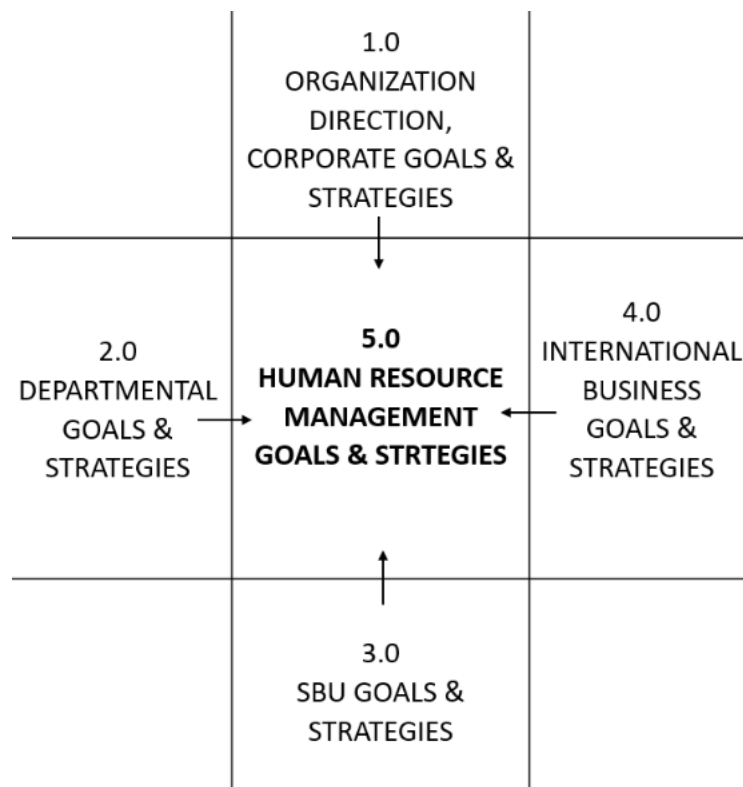 1.0
ORGANIZATION
DIRECTION,
CORPORATE GOALS &
STRATEGIES
2.0
DEPARTMENTAL
GOALS &
STRATEGIES
5.0
HUMAN RESOURCE
MANAGEMENT
GOALS & STRTEGIES
4.0
INTERNATIONAL
BUSINESS
GOALS &
STRATEGIES
3.0
SBU GOALS &
STRATEGIES